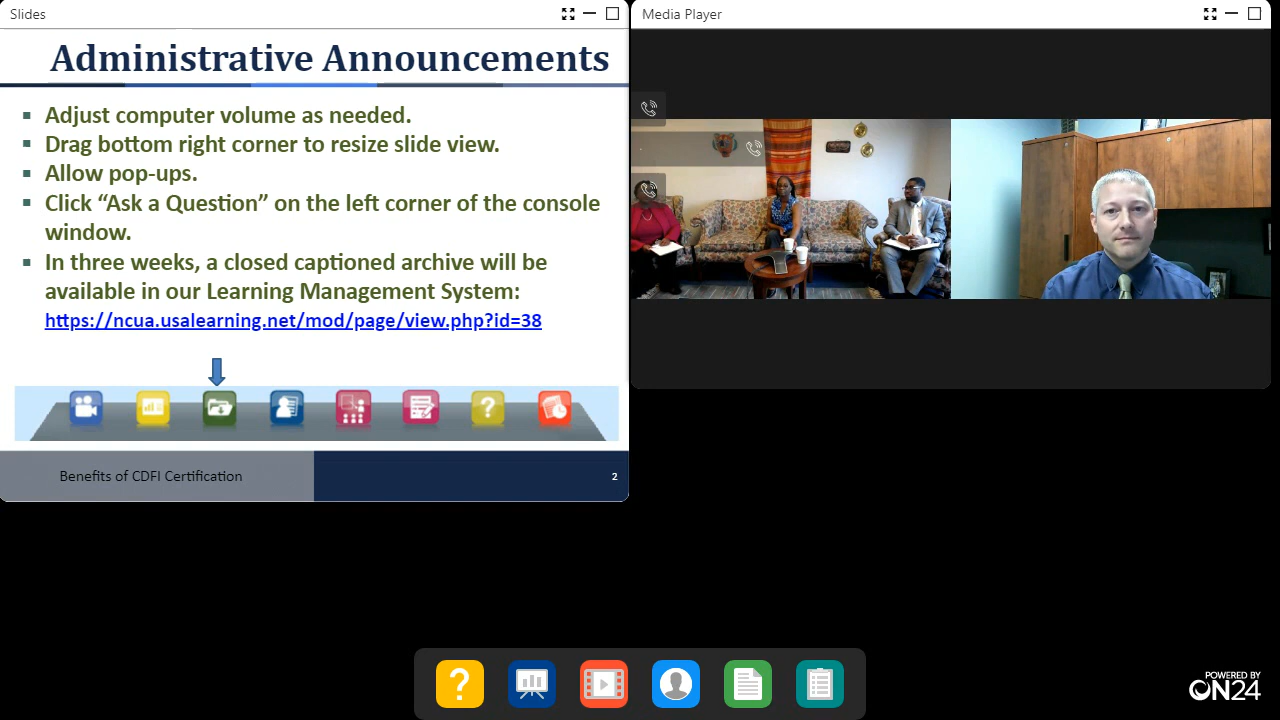 Slides
Administrative Announcements
▪ Adjust computer volume as needed.
▪ Drag bottom right corner to resize slide view.
▪ Allow pop-ups.
▪ Click “Ask a Question” on the left corner of the console
window.
▪ In three weeks, a closed captioned archive will be
available in our Learning Management System:
https://ncua.usalearning.net/mod/page/view.php?id=38
?
Benefits of CDFI Certification
2
Media Player
?
POWERED BY
ON24